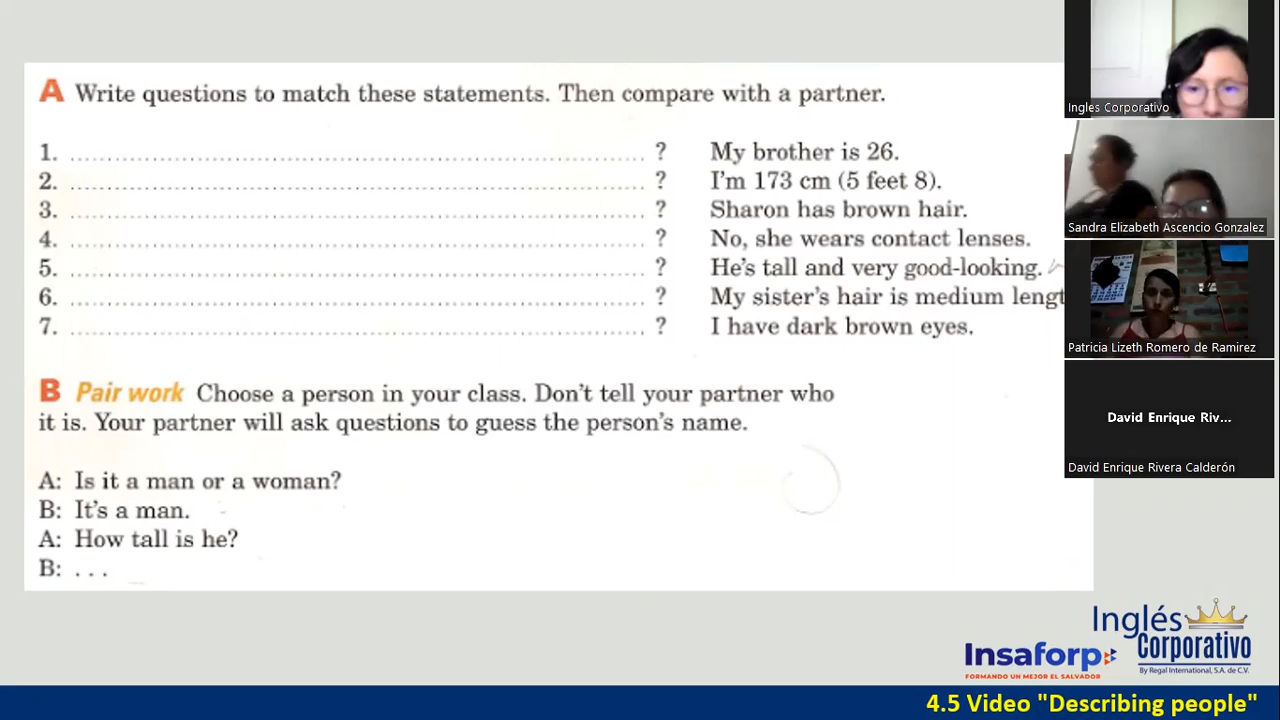 A Write questions to match these statements. Then compare with a partner.
1. ? My brother is 26.
2. ? I'm 173 cm (5 feet 8).
3. ? Sharon has brown hair.
4. ? No, she wears contact lenses.
5. ? He's tall and very good-looking.
6. ? My sister's hair is medium lengt
7. ? I have dark brown eyes.
B Pair work Choose a person in your class. Don't tell your partner who
it is. Your partner will ask questions to guess the person's name.
A: Is it a man or a woman?
B: It's a man.
A: How tall is he?
B: . . .
Ingles Corporativo
Sandra Elizabeth Ascencio Gonzalez
Patricia Lizeth Romero de Ramirez
David Enrique Riv...
David Enrique Rivera Calderón
Inglés
Corporativo
By Regal International, S.A. de C.V.
Insaforp
FORMANDO UN MEJOR EL SALVADOR
4.5 Video "Describing people"